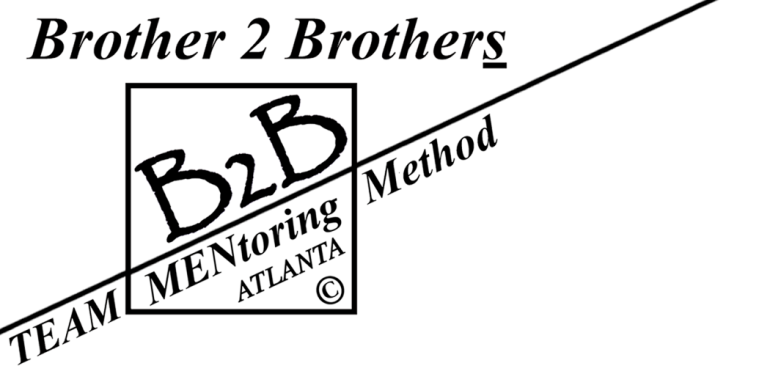 Brother 2 Brothers
B2B
TEAM MENtoring Method
ATLANTA
©